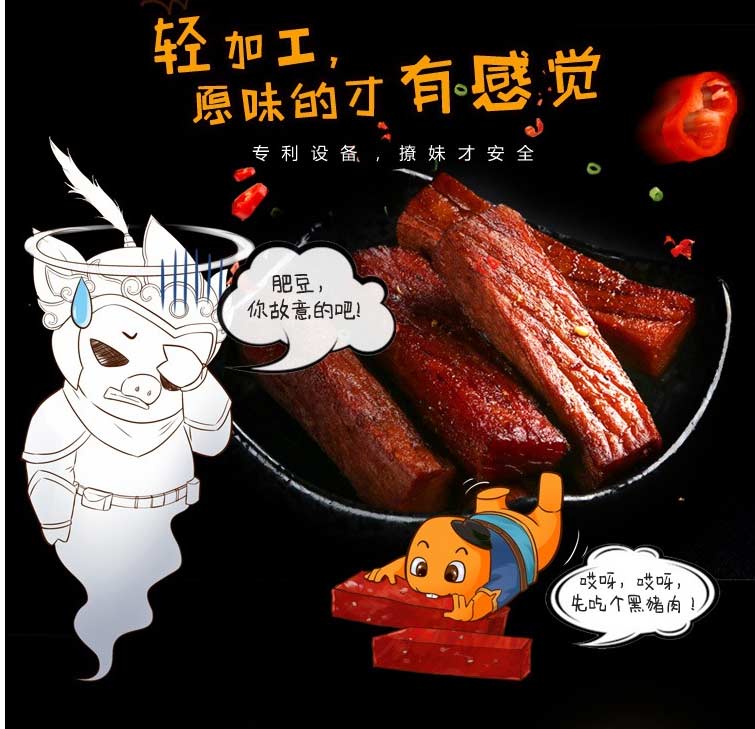 轻加工,
原味的才有感觉
专利设备,撩妹才安全
肥豆,
你故意的吧!
哎呀,哎呀,
先吃个黑猪肉!